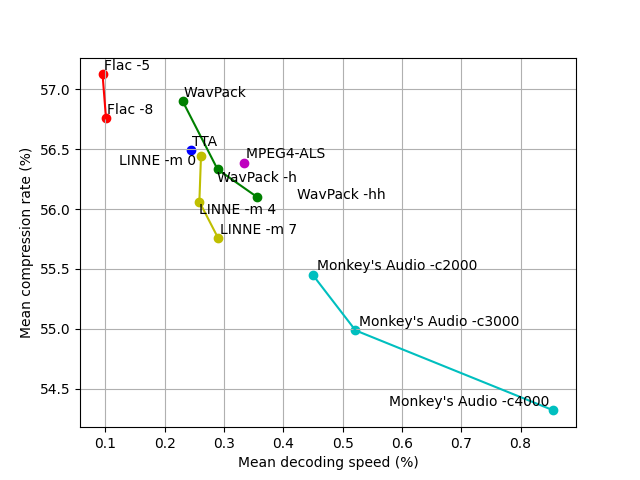 Flac -5
57.0
WavPack
Flac -8
56.5
TTA
MPEG4-ALS
LINNE -m 0
WavPack -h
WavPack -hh
56.0
LINNE -m 4
LINNE -m 7
55.5
Monkey's Audio -c2000
Monkey's Audio -c3000
55.0
54.5
Monkey's Audio -c4000
Mean compression rate (%)
0.1 0.2 0.3 0.4 0.5 0.6 0.7 0.8
Mean decoding speed (%)